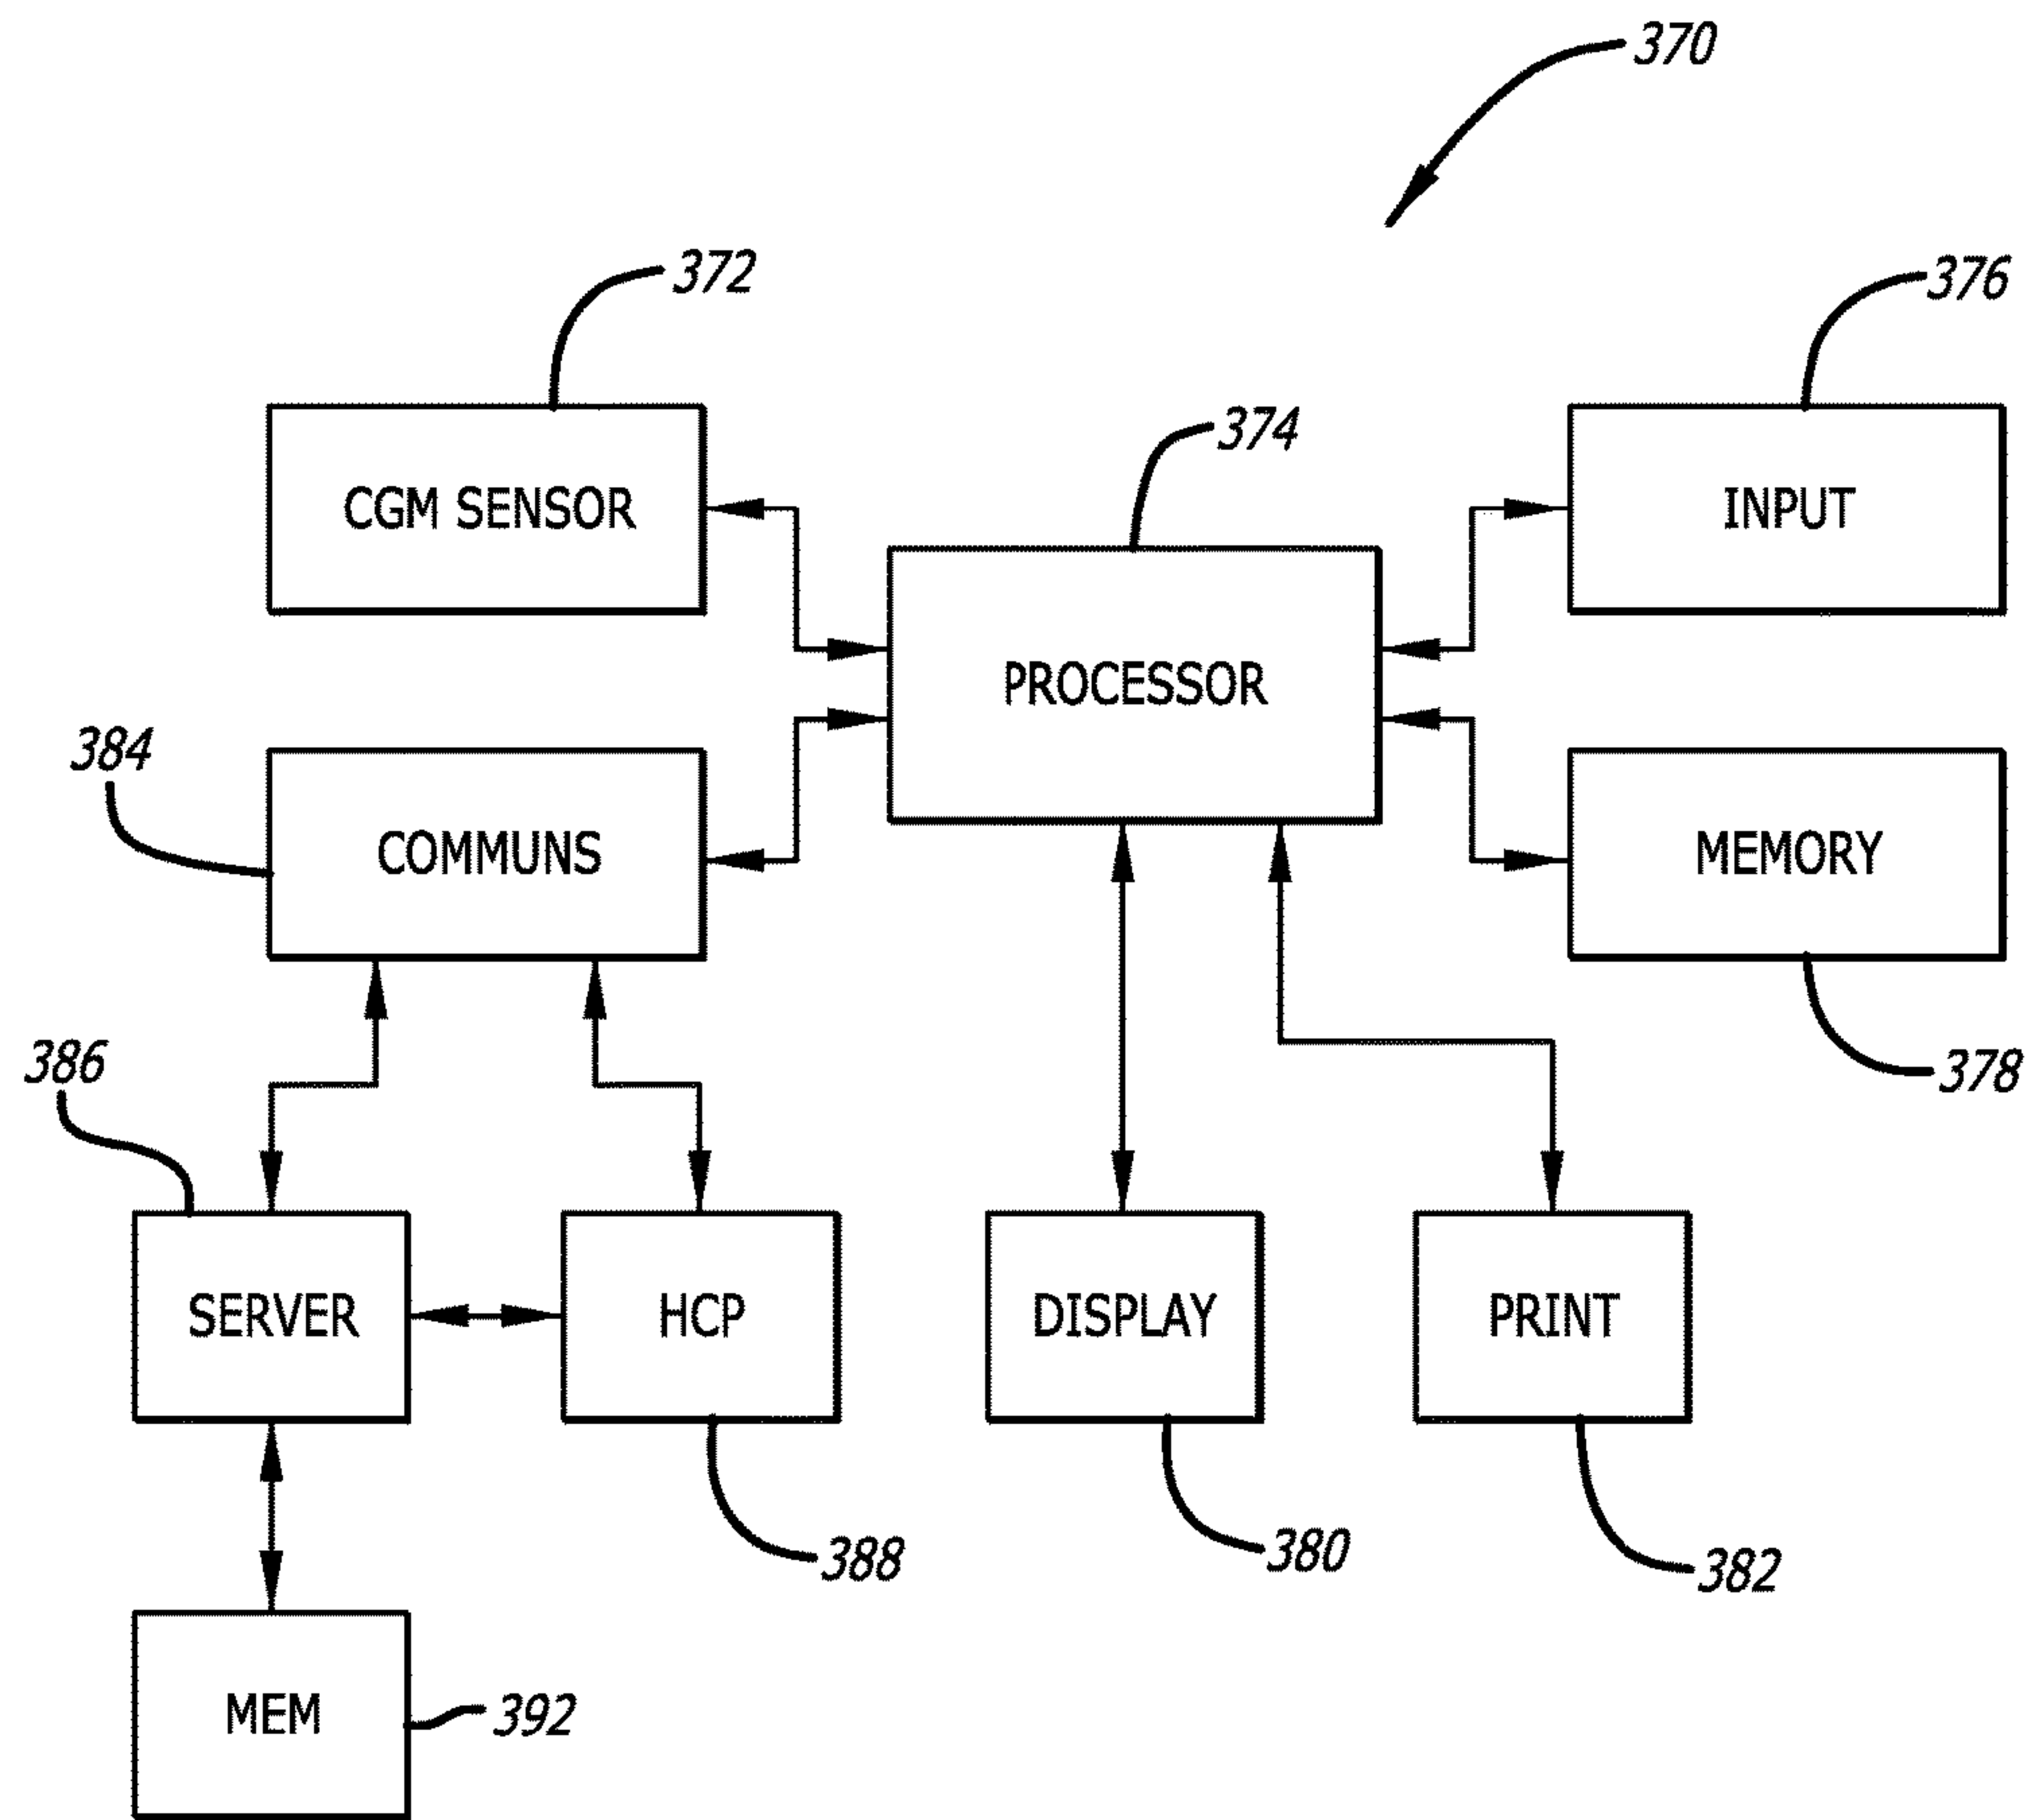 370
372
376
374
CGM SENSOR
INPUT
PROCESSOR
384
COMMUNS
MEMORY
386
378
SERVER
HCP
DISPLAY
PRINT
388
380
382
MEM
392